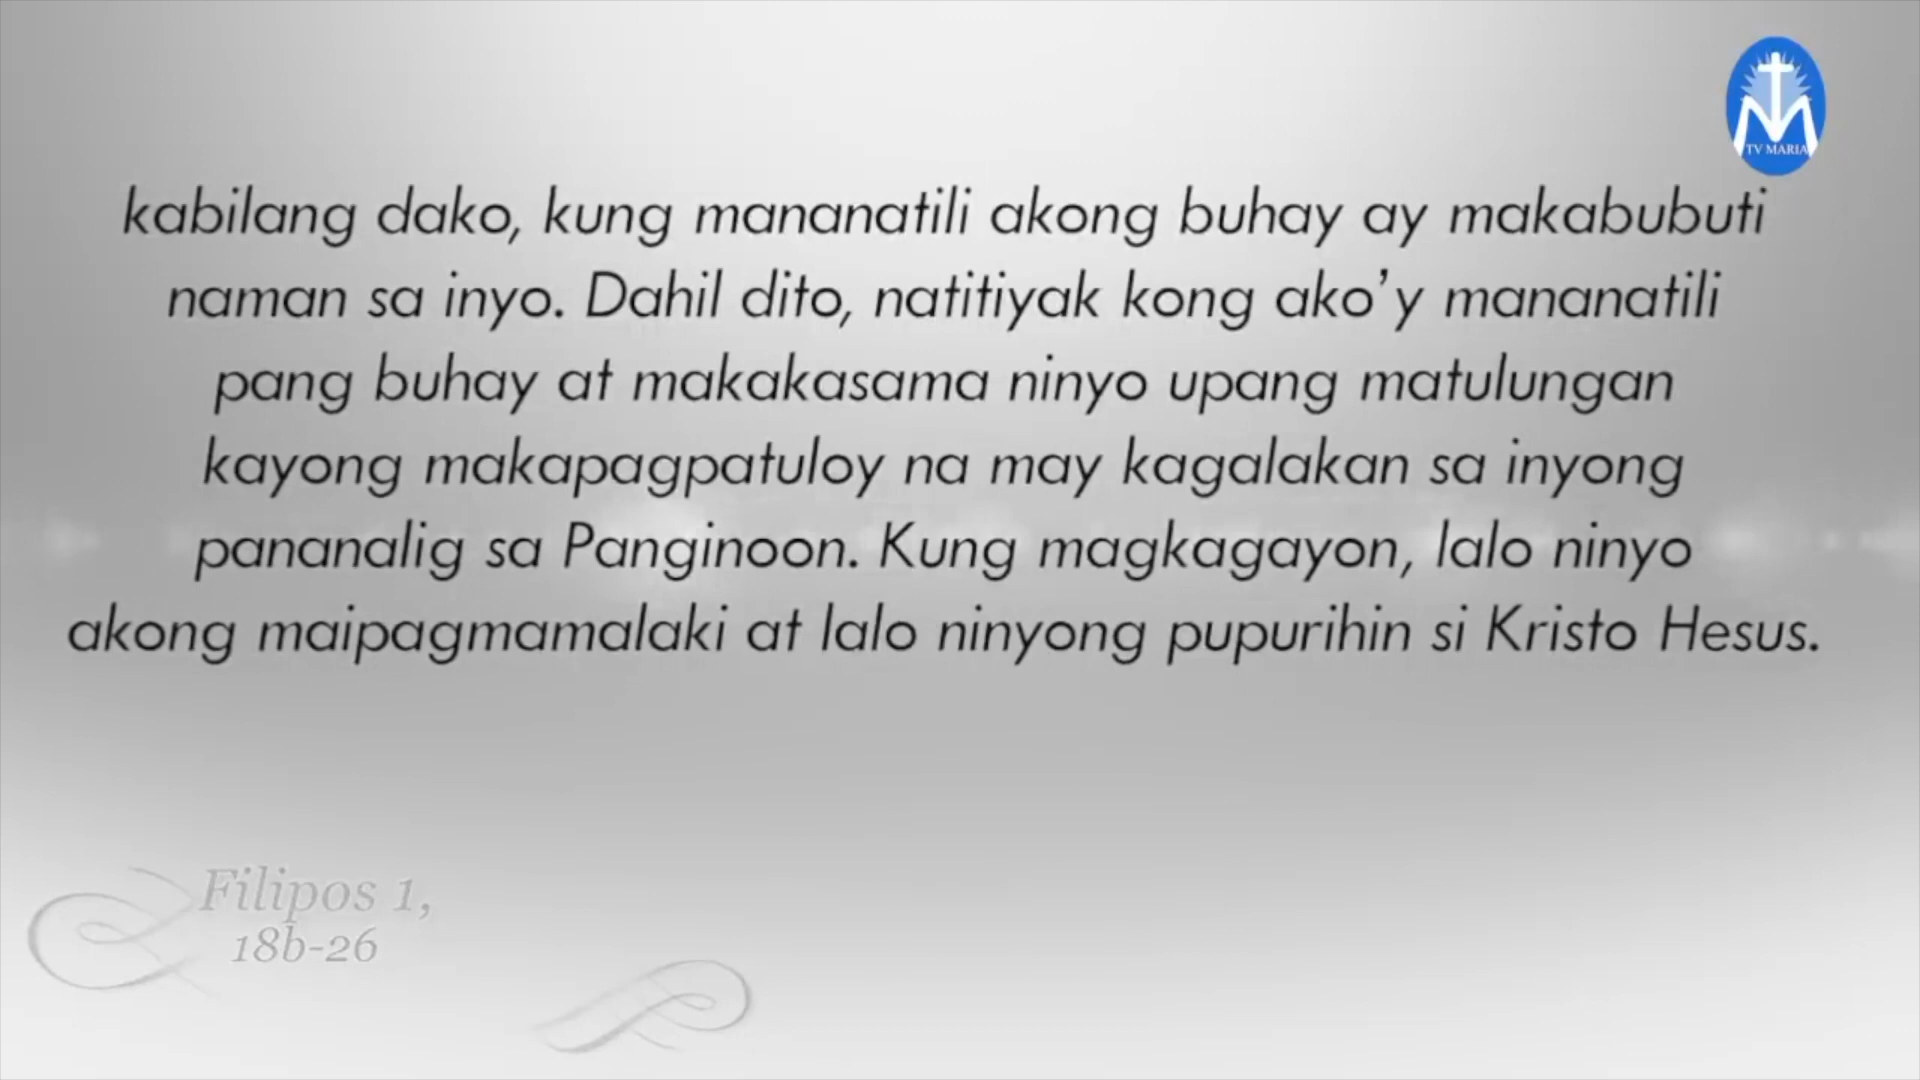 TV MARIA
kabilang dako, kung mananatili akong buhay ay makabubuti
naman sa inyo. Dahil dito, natitiyak kong ako’y mananatili
pang buhay at makakasama ninyo upang matulungan
kayong makapagpatuloy na may kagalakan sa inyong
pananalig sa Panginoon. Kung magkagayon, lalo ninyo
akong maipagmamalaki at lalo ninyong pupurihin si Kristo Hesus.
Filipos 1,
18b-26